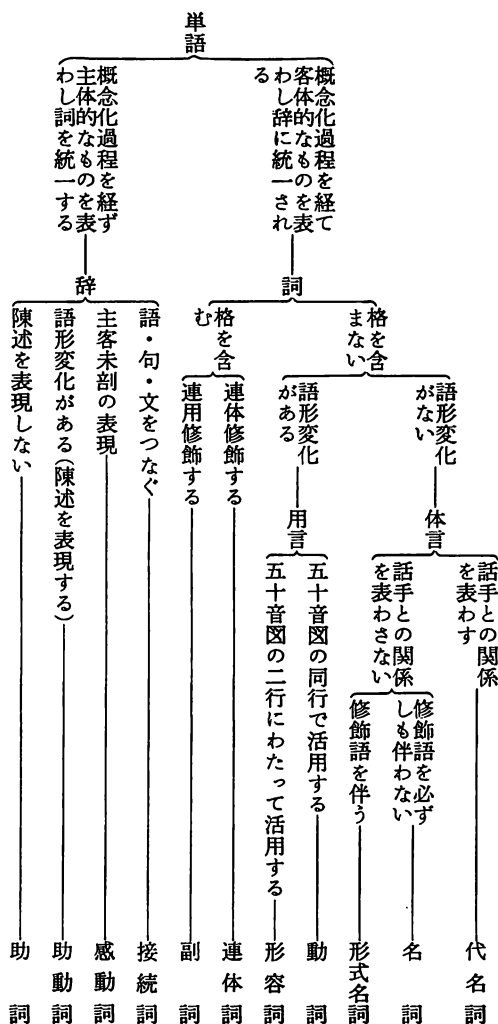 単語
概念化過程を経て
客体的なものを表
わし辞に統一され
る
詞
格を含
まない
語形変化
がない
体言
話手との関係
を表わす
代名詞
話手との関係
を表わさない
修飾語を必ず
しも伴わない
名詞
修飾語を伴う
形式名詞
語形変化
がある
用言
五十音図の同行で活用する
動詞
五十音図の二行にわたって活用する
形容詞
格を含
む
連体修飾する
連体詞
連用修飾する
副詞
概念化過程を経ず
主体的なものを表
わし詞を統一する
辞
語・句・文をつなぐ
接続詞
主客未剖の表現
感動詞
語形変化がある(陳述を表現する)
助動詞
陳述を表現しない
助詞